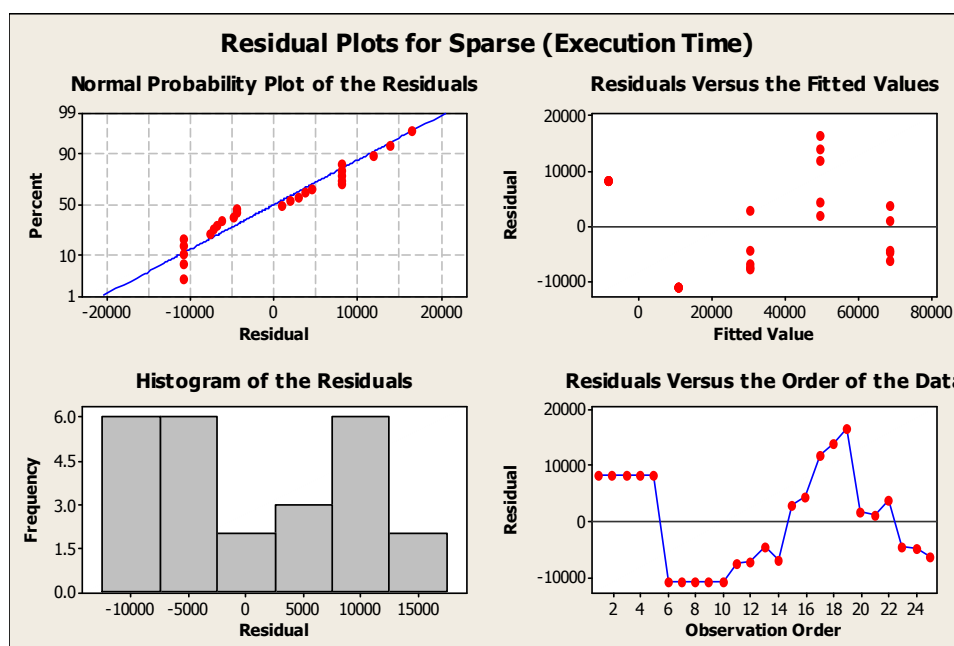 Residual Plots for Sparse (Execution Time)
Normal Probability Plot of the Residuals
99
90
50
10
1
Percent
-20000 -10000 0 10000 20000
Residual
Residuals Versus the Fitted Values
20000
10000
0
-10000
Residual
0 20000 40000 60000 80000
Fitted Value
Histogram of the Residuals
6.0
4.5
3.0
1.5
0.0
Frequency
-10000 -5000 0 5000 10000 15000
Residual
Residuals Versus the Order of the Data
20000
10000
0
-10000
Residual
2 4 6 8 10 12 14 16 18 20 22 24
Observation Order